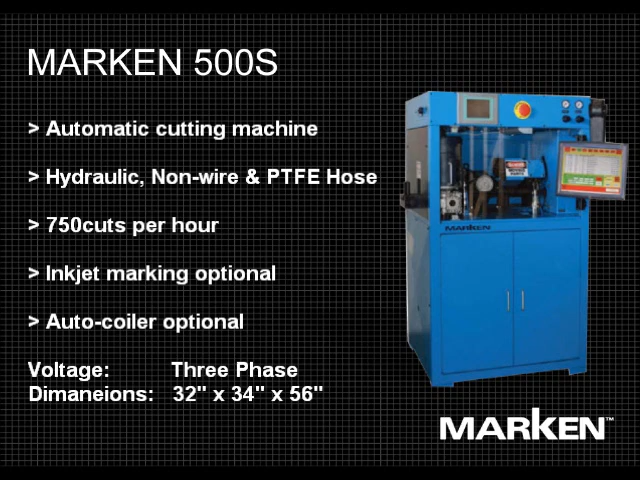 MARKEN 500S
> Automatic cutting machine
> Hydraulic, Non-wire & PTFE Hose
> 750cuts per hour
> Inkjet marking optional
> Auto-coiler optional
Voltage: Three Phase
Dimaneions: 32" x 34" x 56"
DANGER
MARKEN
MARKEN™